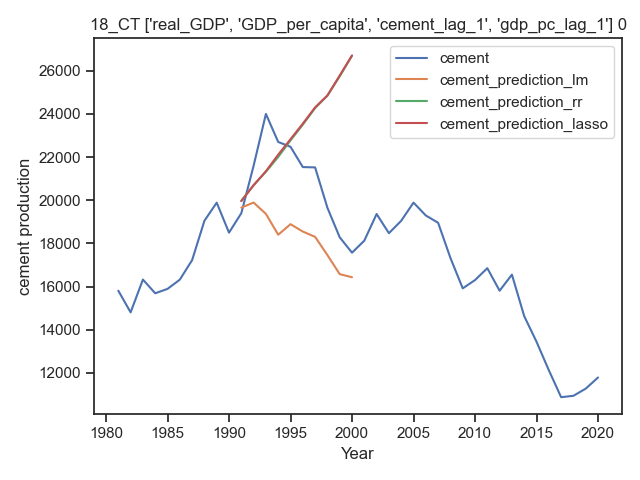 18_CT ['real_GDP', 'GDP_per_capita', 'cement_lag_1', 'gdp_pc_lag_1'] 0
cement
cement_prediction_lm
cement_prediction_rr
cement_prediction_lasso
26000
24000
22000
20000
18000
16000
14000
12000
cement production
1980 1985 1990 1995 2000 2005 2010 2015 2020
Year